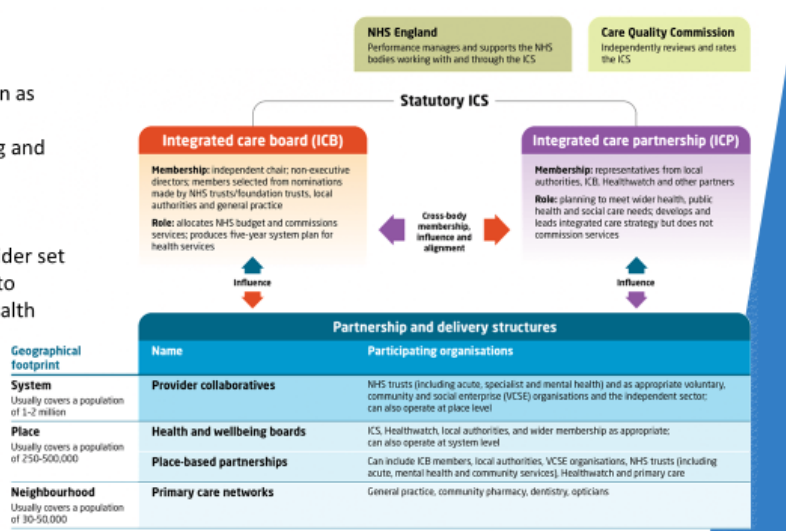 n as
g and
der set
to
alth
NHS England
Performance manages and supports the NHS
bodies working with and through the ICS
Care Quality Commission
Independently reviews and rates
the ICS
Statutory ICS
Integrated care board (ICB)
Membership: independent chair; non-executive
directors; members selected from nominations
made by NHS trusts/foundation trusts, local
authorities and general practice
Role: allocates NHS budget and commissions
services; produces five-year system plan for
health services
Cross-body
membership,
influence and
alignment
Integrated care partnership (ICP)
Membership: representatives from local
authorities, ICB, Healthwatch and other partners
Role: planning to meet wider health, public
health and social care needs; develops and
leads integrated care strategy but does not
commission services
Influence
Influence
Partnership and delivery structures
Geographical
footprint
Name
Participating organisations
System
Usually covers a population
of 1-2 million
Provider collaboratives
NHS trusts (including acute, specialist and mental health) and as appropriate voluntary,
community and social enterprise (VCSE) organisations and the independent sector;
can also operate at place level
Place
Usually covers a population
of 250-500,000
Health and wellbeing boards
ICS, Healthwatch, local authorities, and wider membership as appropriate;
can also operate at system level
Place-based partnerships
Can include ICB members, local authorities, VCSE organisations, NHS trusts (including
acute, mental health and community services), Healthwatch and primary care
Neighbourhood
Usually covers a population
of 30-50,000
Primary care networks
General practice, community pharmacy, dentistry, opticians